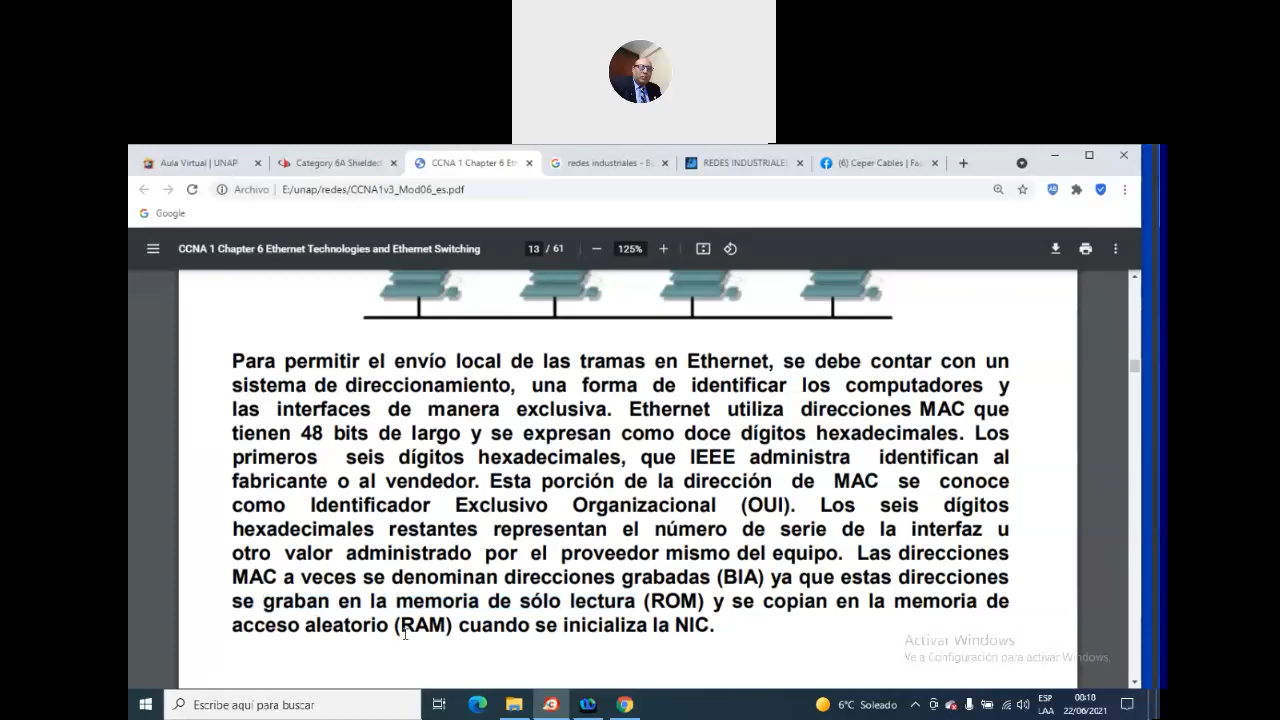 Aula Virtual | UNAP
Category 6A Shielded
CCNA 1 Chapter 6 Et
redes industriales - B
REDES INDUSTRIALE
(6) Ceper Cables | Fa
Archivo | E:/unap/redes/CCNA1v3_Mod06_es.pdf
Google
CCNA 1 Chapter 6 Ethernet Technologies and Ethernet Switching
13 / 61
125%
Para permitir el envío local de las tramas en Ethernet, se debe contar con un
sistema de direccionamiento, una forma de identificar los computadores y
las interfaces de manera exclusiva. Ethernet utiliza direcciones MAC que
tienen 48 bits de largo y se expresan como doce dígitos hexadecimales. Los
primeros seis dígitos hexadecimales, que IEEE administra identifican al
fabricante o al vendedor. Esta porción de la dirección de MAC se conoce
como Identificador Exclusivo Organizacional (OUI). Los seis dígitos
hexadecimales restantes representan el número de serie de la interfaz u
otro valor administrado por el proveedor mismo del equipo. Las direcciones
MAC a veces se denominan direcciones grabadas (BIA) ya que estas direcciones
se graban en la memoria de sólo lectura (ROM) y se copian en la memoria de
acceso aleatorio (RAM) cuando se inicializa la NIC.
Activar Windows
Ve a Configuración para activar Windows.
Escribe aquí para buscar
6°C Soleado
ESP
LAA
00:18
22/06/2021